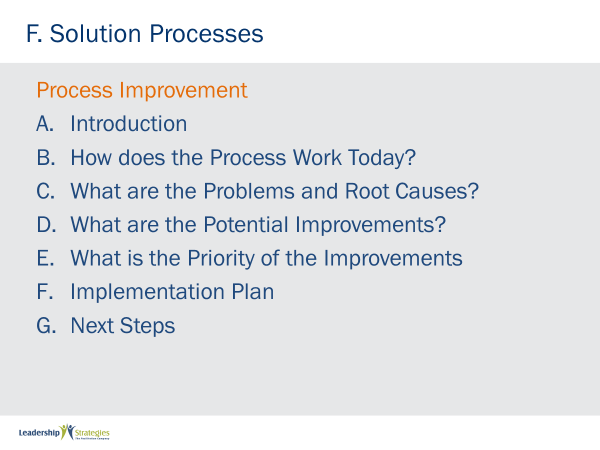 F. Solution Processes
Process Improvement
A. Introduction
B. How does the Process Work Today?
C. What are the Problems and Root Causes?
D. What are the Potential Improvements?
E. What is the Priority of the Improvements
F. Implementation Plan
G. Next Steps
Leadership Strategies
The Facilitation Company